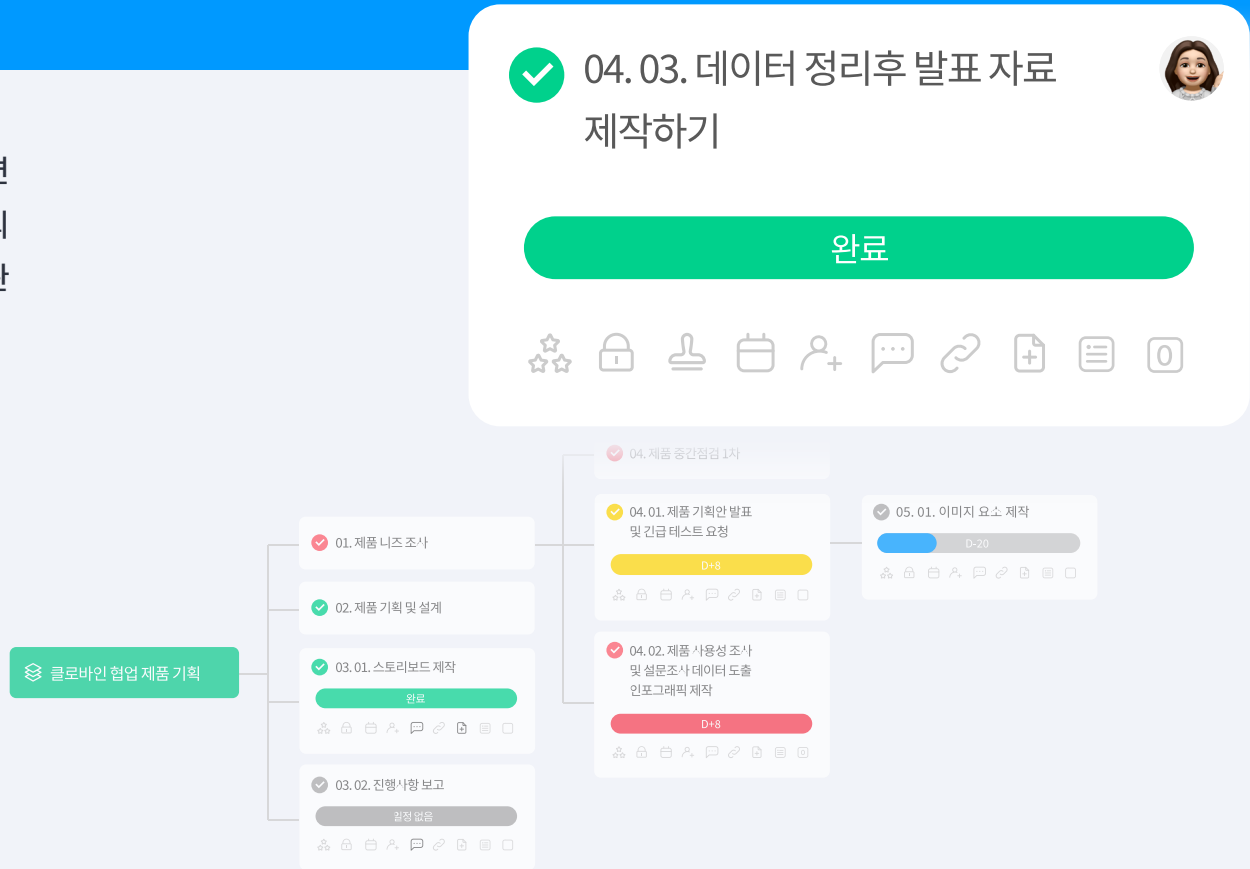 04. 03. 데이터 정리후 발표 자료
제작하기
완료
0
04. 제품 중간점검 1차
01. 제품 니즈 조사
02. 제품 기획 및 설계
클로바인 협업 제품 기획
03. 01. 스토리보드 제작
완료
03. 02. 진행사항 보고
일정 없음
04. 01. 제품 기획안 발표
및 긴급 테스트 요청
D+8
04. 02. 제품 사용성 조사
및 설문조사 데이터 도출
인포그래픽 제작
D+8
0
05. 01. 이미지 요소 제작
D-20